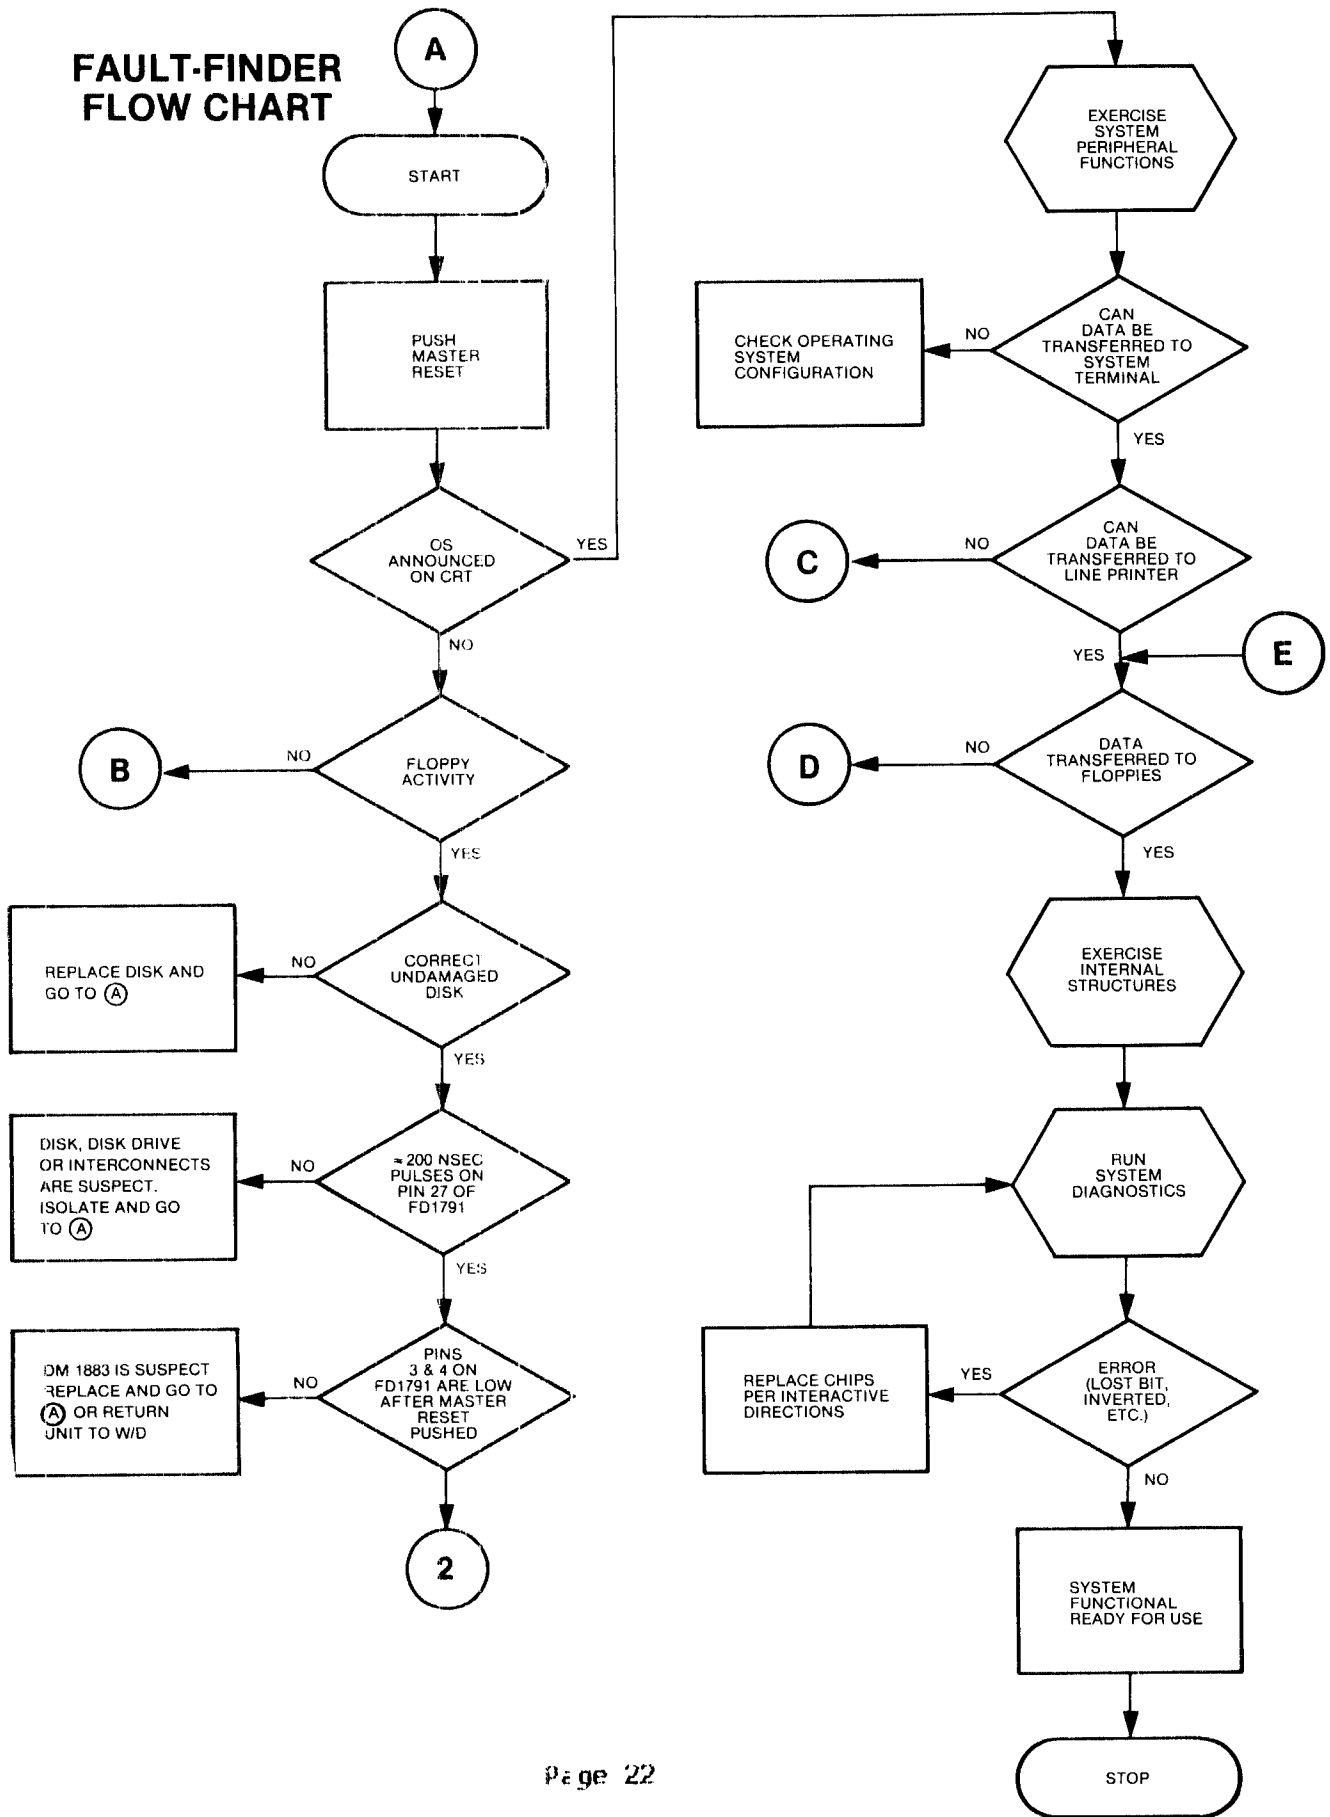 FAULT-FINDER
FLOW CHART
A
START
PUSH
MASTER
RESET
OS
ANNOUNCED
ON CRT
YES
NO
FLOPPY
ACTIVITY
NO
B
YES
CORRECT
UNDAMAGED
DISK
NO
REPLACE DISK AND
GO TO A
YES
≈ 200 NSEC
PULSES ON
PIN 27 OF
FD1791
NO
DISK, DISK DRIVE
OR INTERCONNECTS
ARE SUSPECT.
ISOLATE AND GO
TO A
YES
PINS
3 & 4 ON
FD1791 ARE LOW
AFTER MASTER
RESET
PUSHED
NO
DM 1883 IS SUSPECT
REPLACE AND GO TO
A OR RETURN
UNIT TO W/D
2
EXERCISE
SYSTEM
PERIPHERAL
FUNCTIONS
CAN
DATA BE
TRANSFERRED TO
SYSTEM
TERMINAL
NO
CHECK OPERATING
SYSTEM
CONFIGURATION
YES
CAN
DATA BE
TRANSFERRED TO
LINE PRINTER
NO
C
YES
E
DATA
TRANSFERRED TO
FLOPPIES
NO
D
YES
EXERCISE
INTERNAL
STRUCTURES
RUN
SYSTEM
DIAGNOSTICS
ERROR
(LOST BIT,
INVERTED,
ETC.)
YES
REPLACE CHIPS
PER INTERACTIVE
DIRECTIONS
NO
SYSTEM
FUNCTIONAL
READY FOR USE
STOP
Page 22